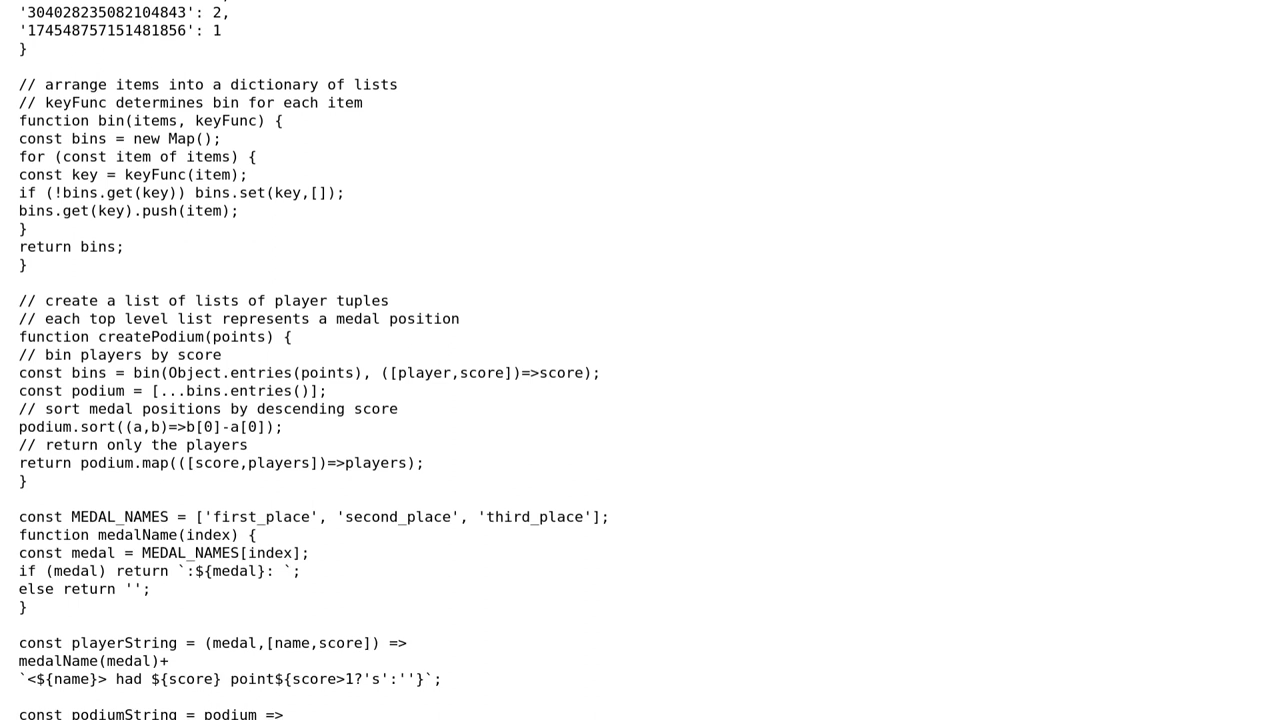 '304028235082104843': 2,
'174548757151481856': 1
}

// arrange items into a dictionary of lists
// keyFunc determines bin for each item
function bin(items, keyFunc) {
const bins = new Map();
for (const item of items) {
const key = keyFunc(item);
if (!bins.get(key)) bins.set(key,[]);
bins.get(key).push(item);
}
return bins;
}

// create a list of lists of player tuples
// each top level list represents a medal position
function createPodium(points) {
// bin players by score
const bins = bin(Object.entries(points), ([player,score])=>score);
const podium = [...bins.entries()];
// sort medal positions by descending score
podium.sort((a,b)=>b[0]-a[0]);
// return only the players
return podium.map(([score,players])=>players);
}

const MEDAL_NAMES = ['first_place', 'second_place', 'third_place'];
function medalName(index) {
const medal = MEDAL_NAMES[index];
if (medal) return `:${medal}: `;
else return '';
}

const playerString = (medal,[name,score]) =>
medalName(medal)+
`<${name}> had ${score} point${score>1?'s':''}`;

const podiumString = podium =>